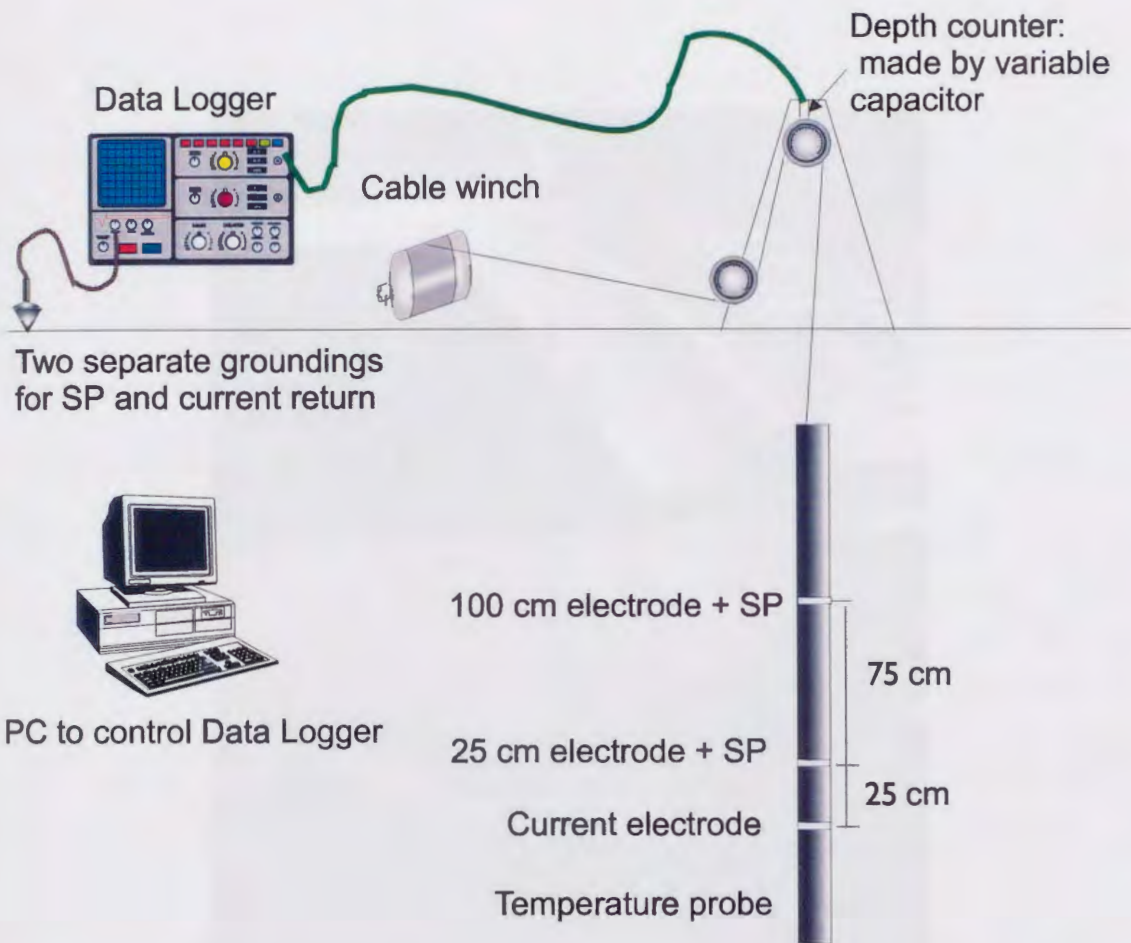 Depth counter:
made by variable
capacitor
Data Logger
Cable winch
Two separate groundings
for SP and current return
100 cm electrode + SP
75 cm
PC to control Data Logger
25 cm electrode + SP
25 cm
Current electrode
Temperature probe